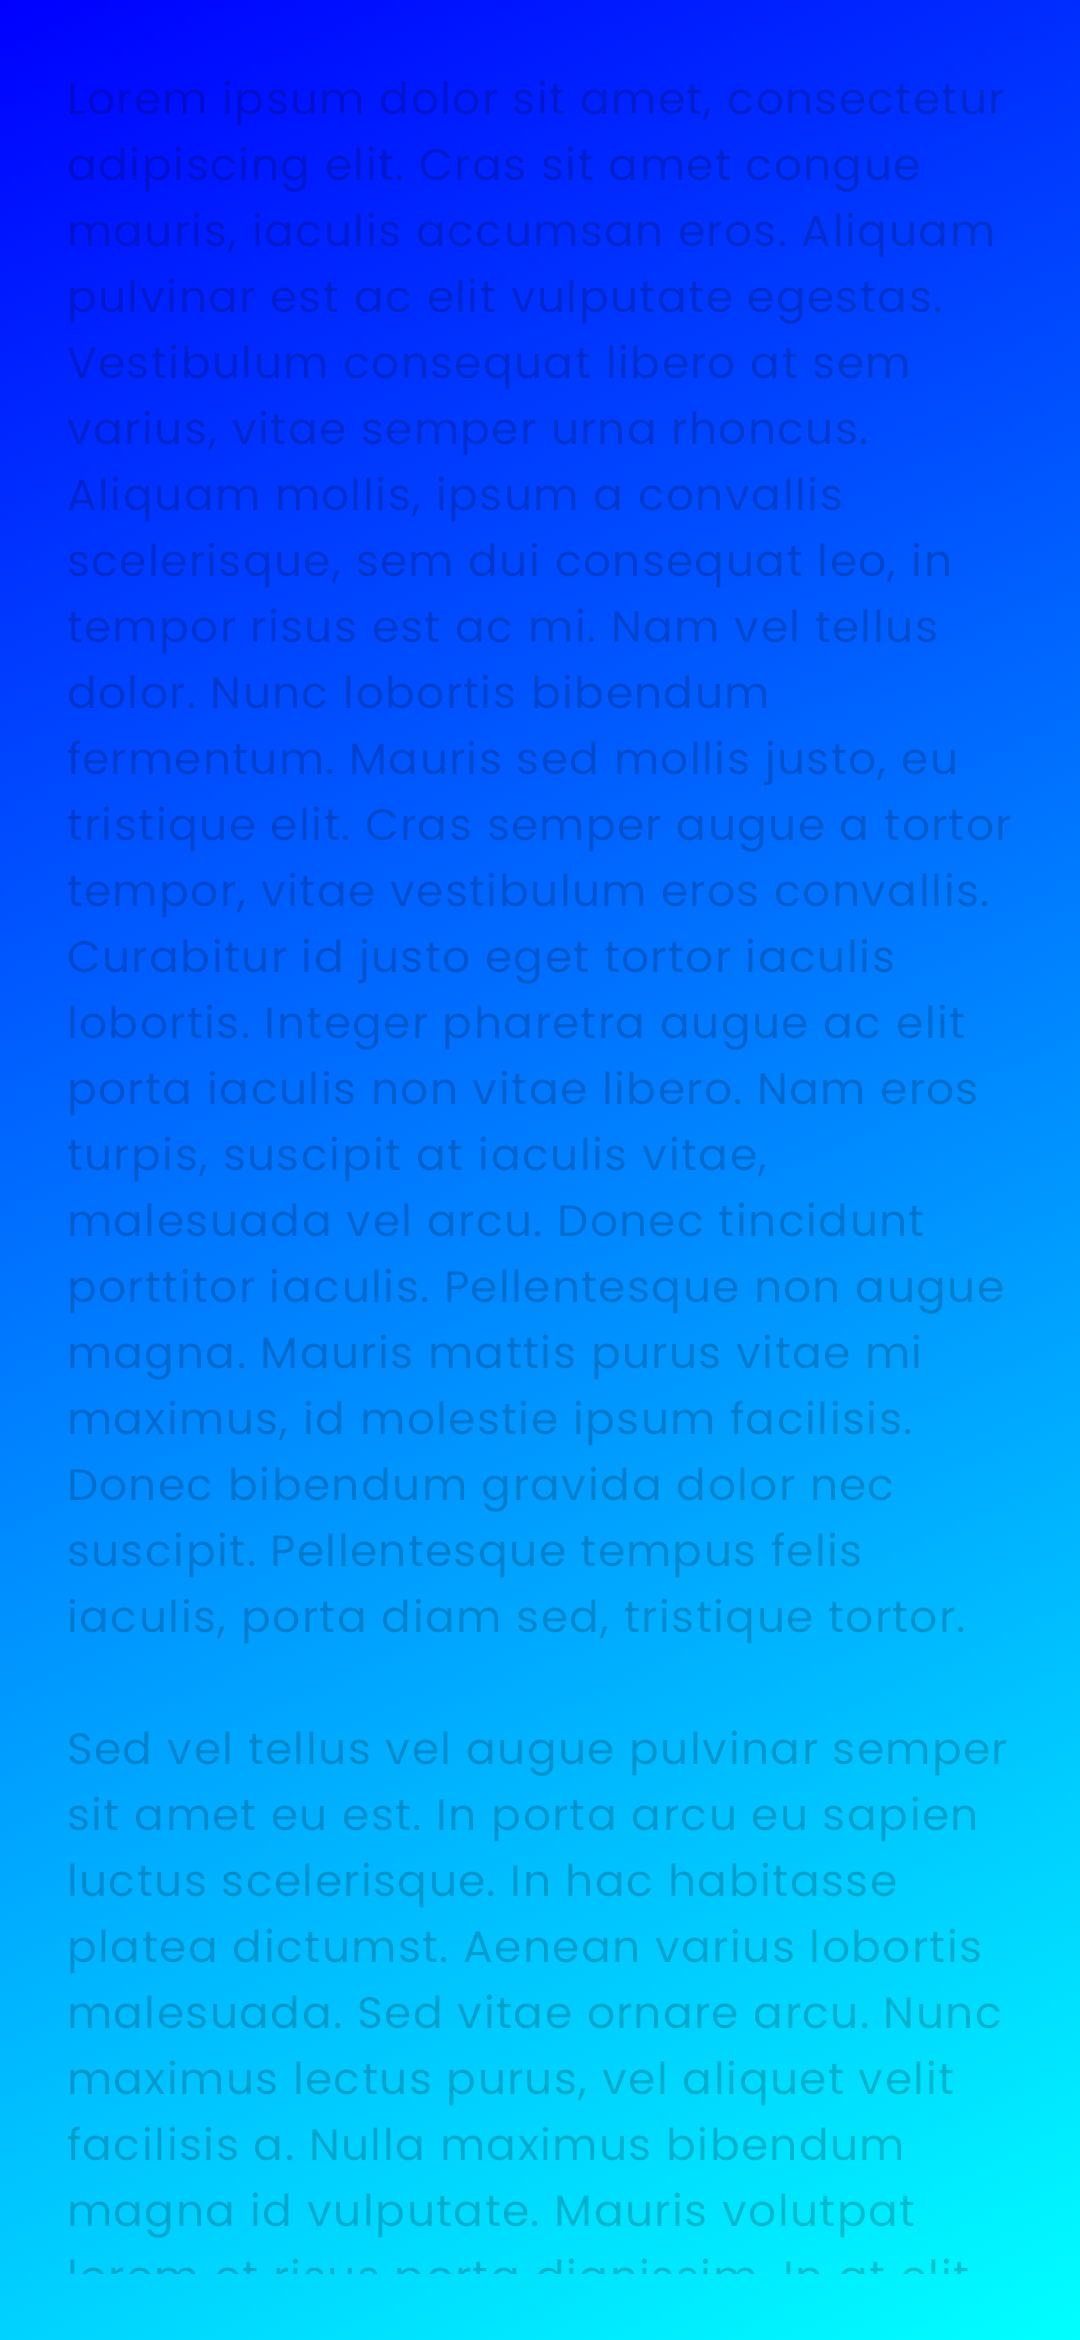 Lorem ipsum dolor sit amet, consectetur
adipiscing elit. Cras sit amet congue
mauris, iaculis accumsan eros. Aliquam
pulvinar est ac elit vulputate egestas.
Vestibulum consequat libero at sem
varius, vitae semper urna rhoncus.
Aliquam mollis, ipsum a convallis
scelerisque, sem dui consequat leo, in
tempor risus est ac mi. Nam vel tellus
dolor. Nunc lobortis bibendum
fermentum. Mauris sed mollis justo, eu
tristique elit. Cras semper augue a tortor
tempor, vitae vestibulum eros convallis.
Curabitur id justo eget tortor iaculis
lobortis. Integer pharetra augue ac elit
porta iaculis non vitae libero. Nam eros
turpis, suscipit at iaculis vitae,
malesuada vel arcu. Donec tincidunt
porttitor iaculis. Pellentesque non augue
magna. Mauris mattis purus vitae mi
maximus, id molestie ipsum facilisis.
Donec bibendum gravida dolor nec
suscipit. Pellentesque tempus felis
iaculis, porta diam sed, tristique tortor.
Sed vel tellus vel augue pulvinar semper
sit amet eu est. In porta arcu eu sapien
luctus scelerisque. In hac habitasse
platea dictumst. Aenean varius lobortis
malesuada. Sed vitae ornare arcu. Nunc
maximus lectus purus, vel aliquet velit
facilisis a. Nulla maximus bibendum
magna id vulputate. Mauris volutpat
lorem et risus porta dignissim. In at elit